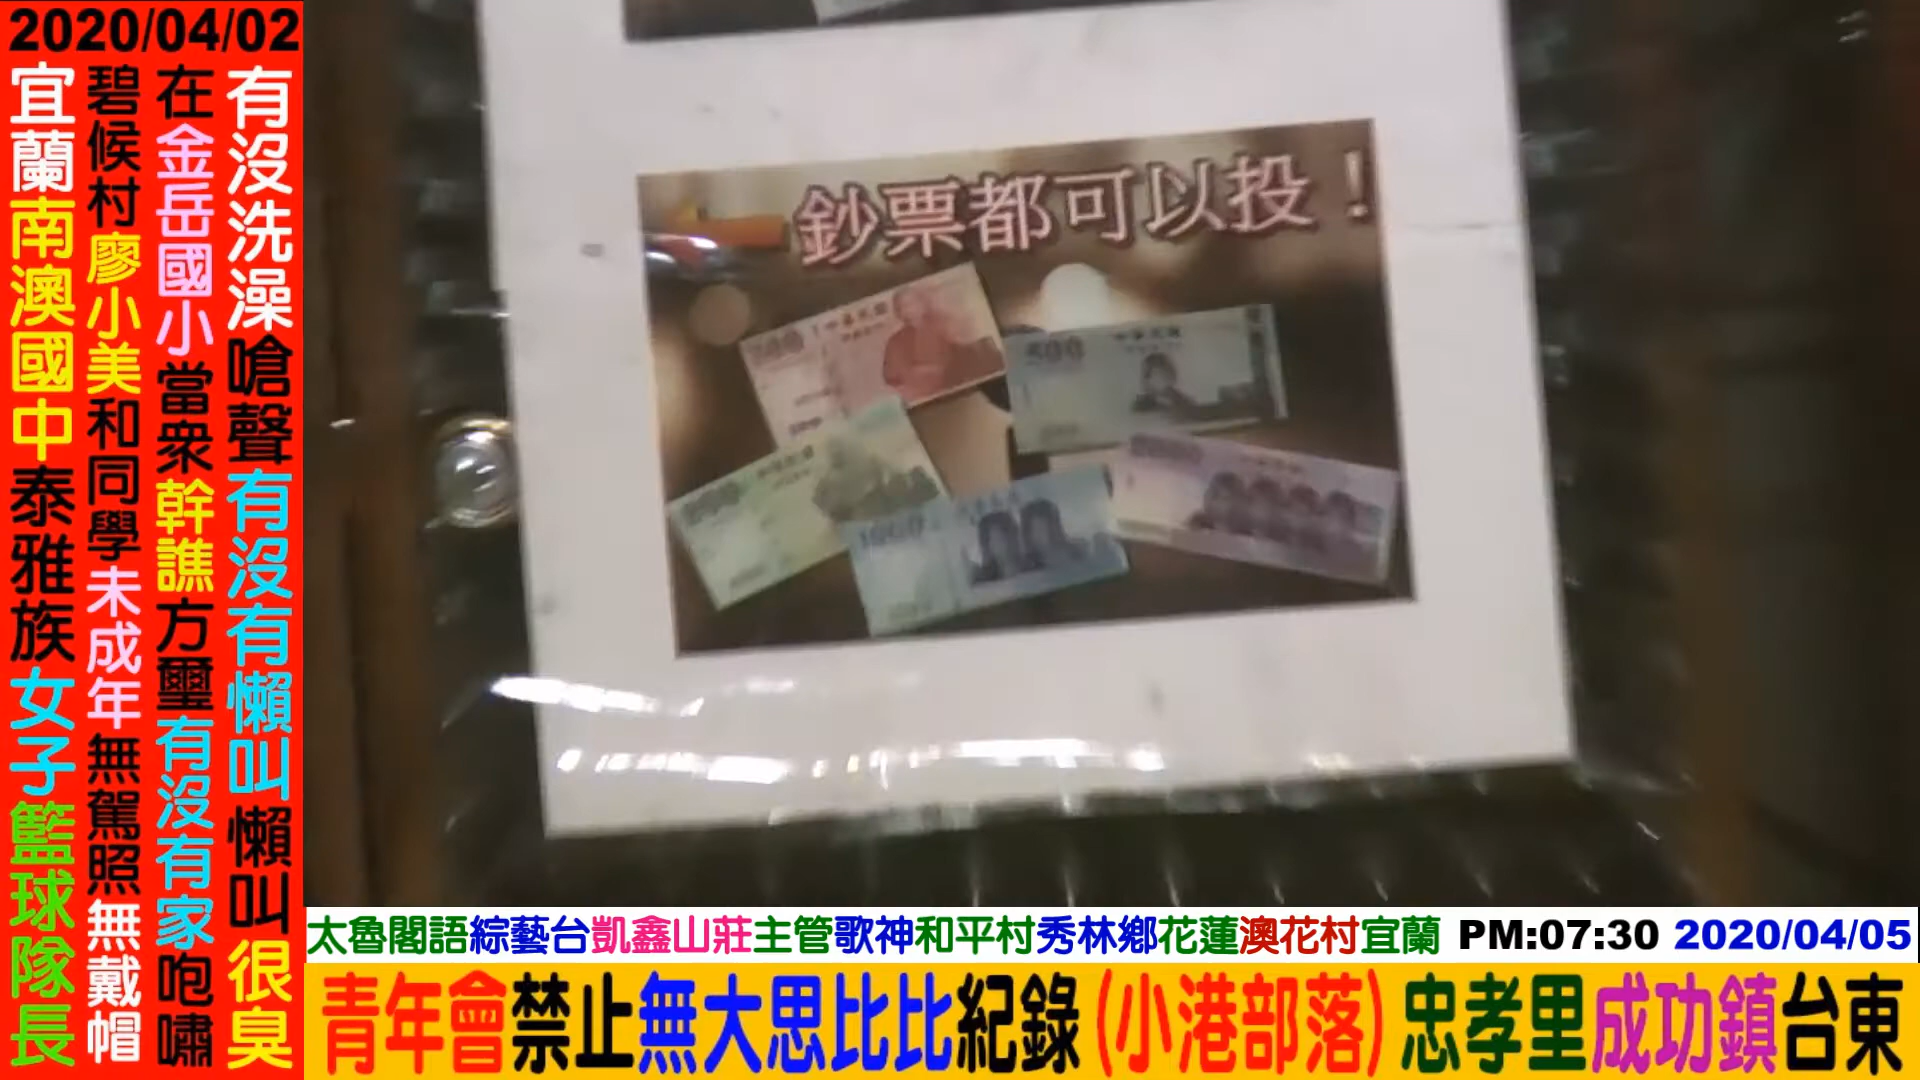 2020/04/02
有沒洗澡嗆聲有沒有懶叫懶叫很臭
在金岳國小當眾幹譙方璽有沒有家咆嘯
碧候村廖小美和同學未成年無駕照無戴帽
宜蘭南澳國中泰雅族女子籃球隊長
鈔票都可以投！
100
500
1000
2000
太魯閣語綜藝台凱鑫山莊主管歌神和平村秀林鄉花蓮澳花村宜蘭 PM:07:30 2020/04/05
青年會禁止無大思比比紀錄(小港部落)忠孝里成功鎮台東